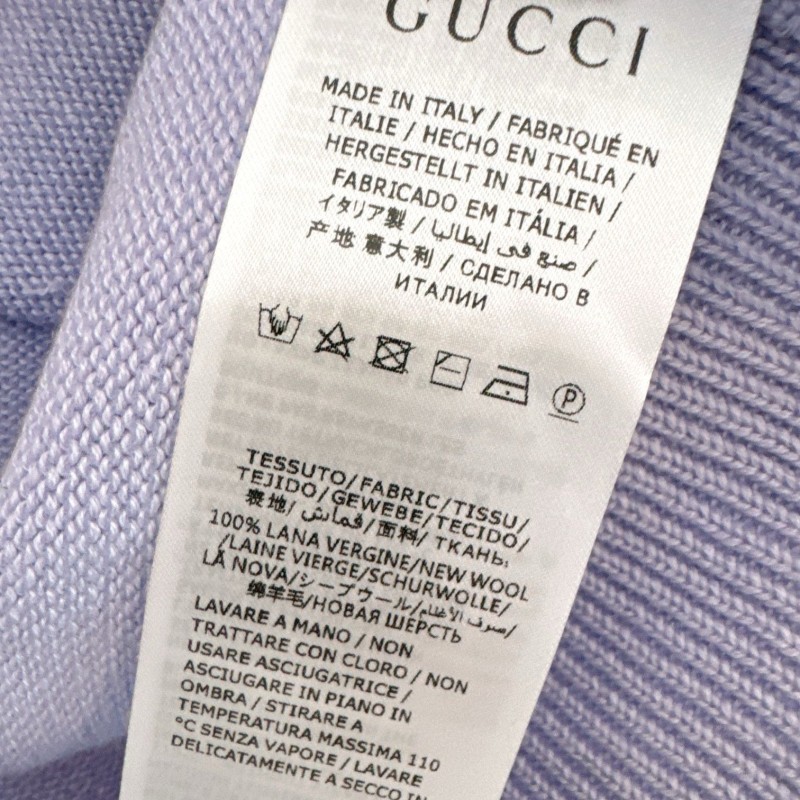 GUCCI
MADE IN ITALY / FABRIQUÉ EN
ITALIE / HECHO EN ITALIA /
HERGESTELLT IN ITALIEN /
FABRICADO EM ITÁLIA /
イタリア製 / صنع فى إيطاليا /
产地 意大利 / СДЕЛАНО В
ИТАЛИИ
P
TESSUTO/FABRIC/TISSU/
TEJIDO/GEWEBE/TECIDO/
表地/ قماش /面料/ ТКАНЬ:
100% LANA VERGINE/NEW WOOL
/LAINE VIERGE/SCHURWOLLE/
LÃ NOVA/シープウール/صوف الأغنام/
绵羊毛/НОВАЯ ШЕРСТЬ
LAVARE A MANO / NON
TRATTARE CON CLORO / NON
USARE ASCIUGATRICE /
ASCIUGARE IN PIANO IN
OMBRA / STIRARE A
TEMPERATURA MASSIMA 110
°C SENZA VAPORE / LAVARE
DELICATAMENTE A SECCO IN